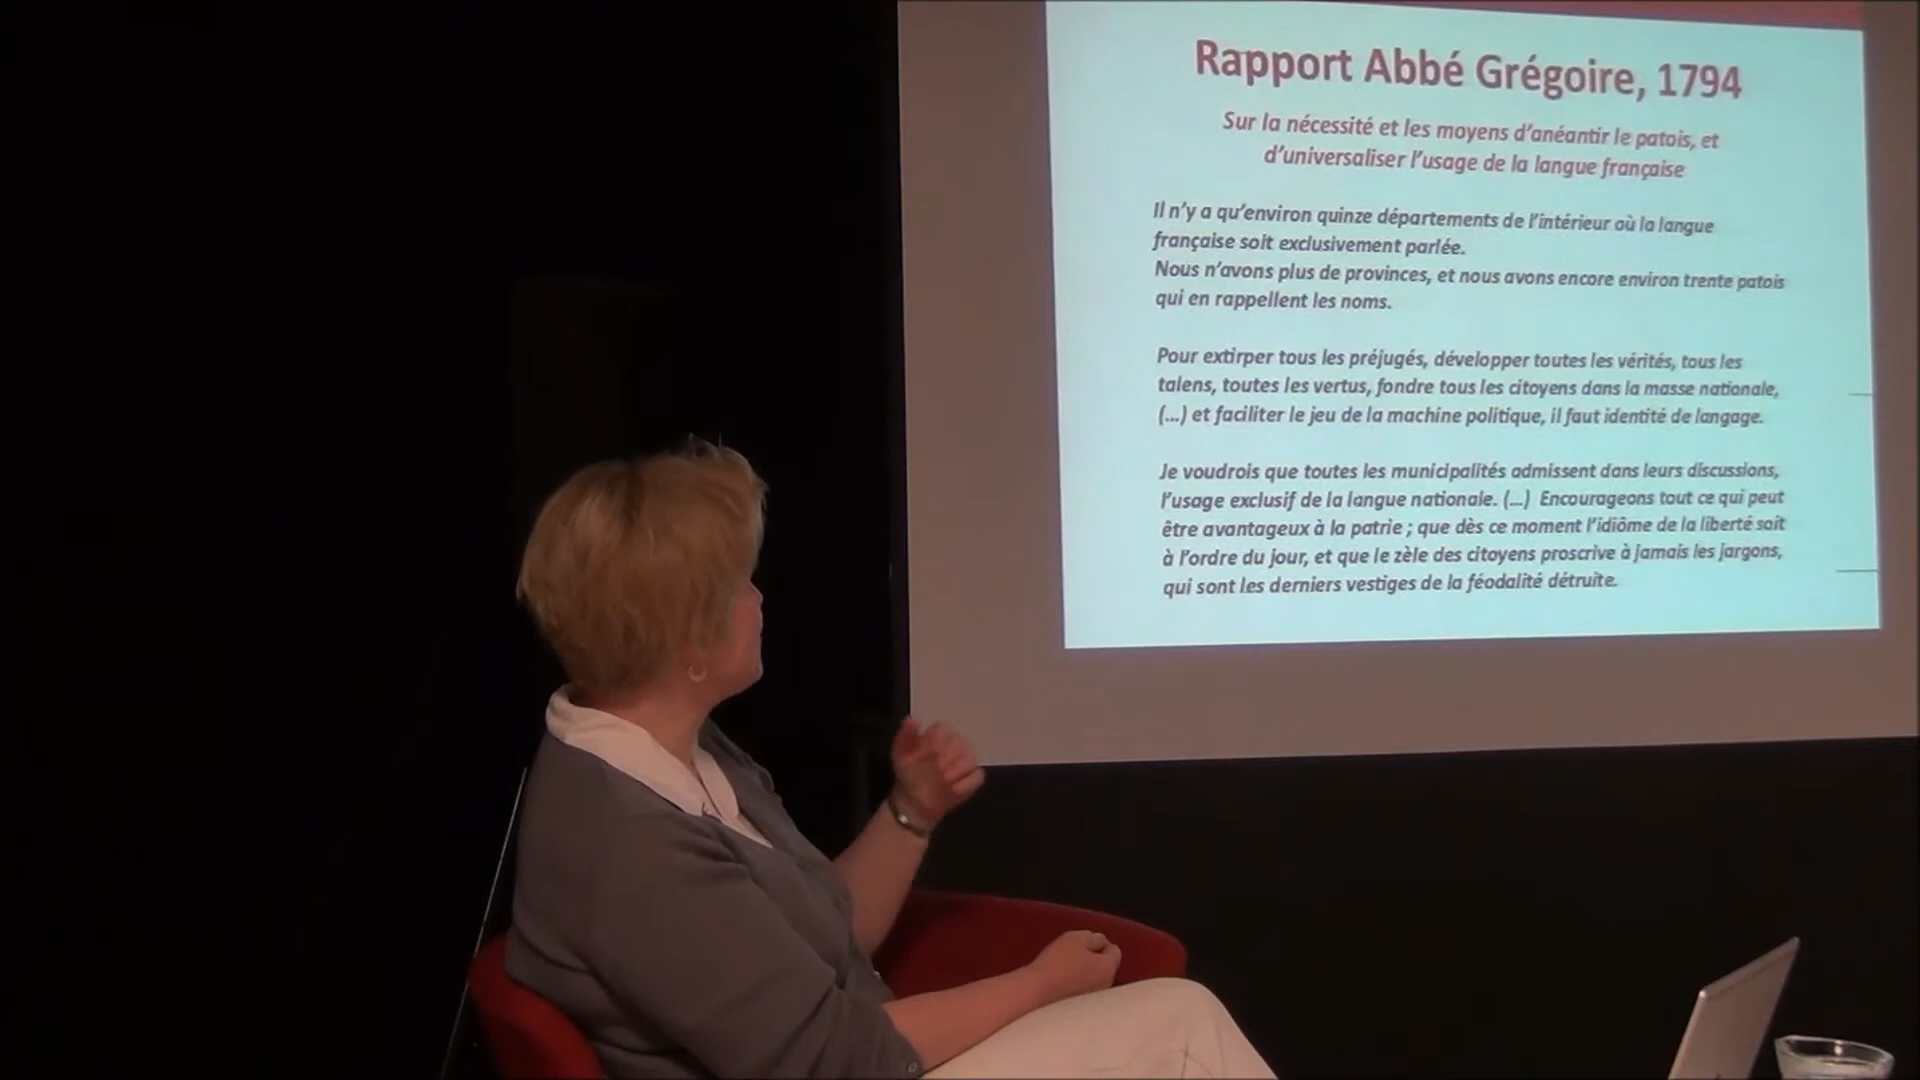 Rapport Abbé Grégoire, 1794
Sur la nécessité et les moyens d'anéantir le patois, et
d'universaliser l'usage de la langue française
Il n'y a qu'environ quinze départements de l'intérieur où la langue
française soit exclusivement parlée.
Nous n'avons plus de provinces, et nous avons encore environ trente patois
qui en rappellent les noms.
Pour extirper tous les préjugés, développer toutes les vérités, tous les
talens, toutes les vertus, fondre tous les citoyens dans la masse nationale,
(...) et faciliter le jeu de la machine politique, il faut identité de langage.
Je voudrois que toutes les municipalités admissent dans leurs discussions,
l'usage exclusif de la langue nationale. (...) Encourageons tout ce qui peut
être avantageux à la patrie ; que dès ce moment l'idiôme de la liberté soit
à l'ordre du jour, et que le zèle des citoyens proscrive à jamais les jargons,
qui sont les derniers vestiges de la féodalité détruite.